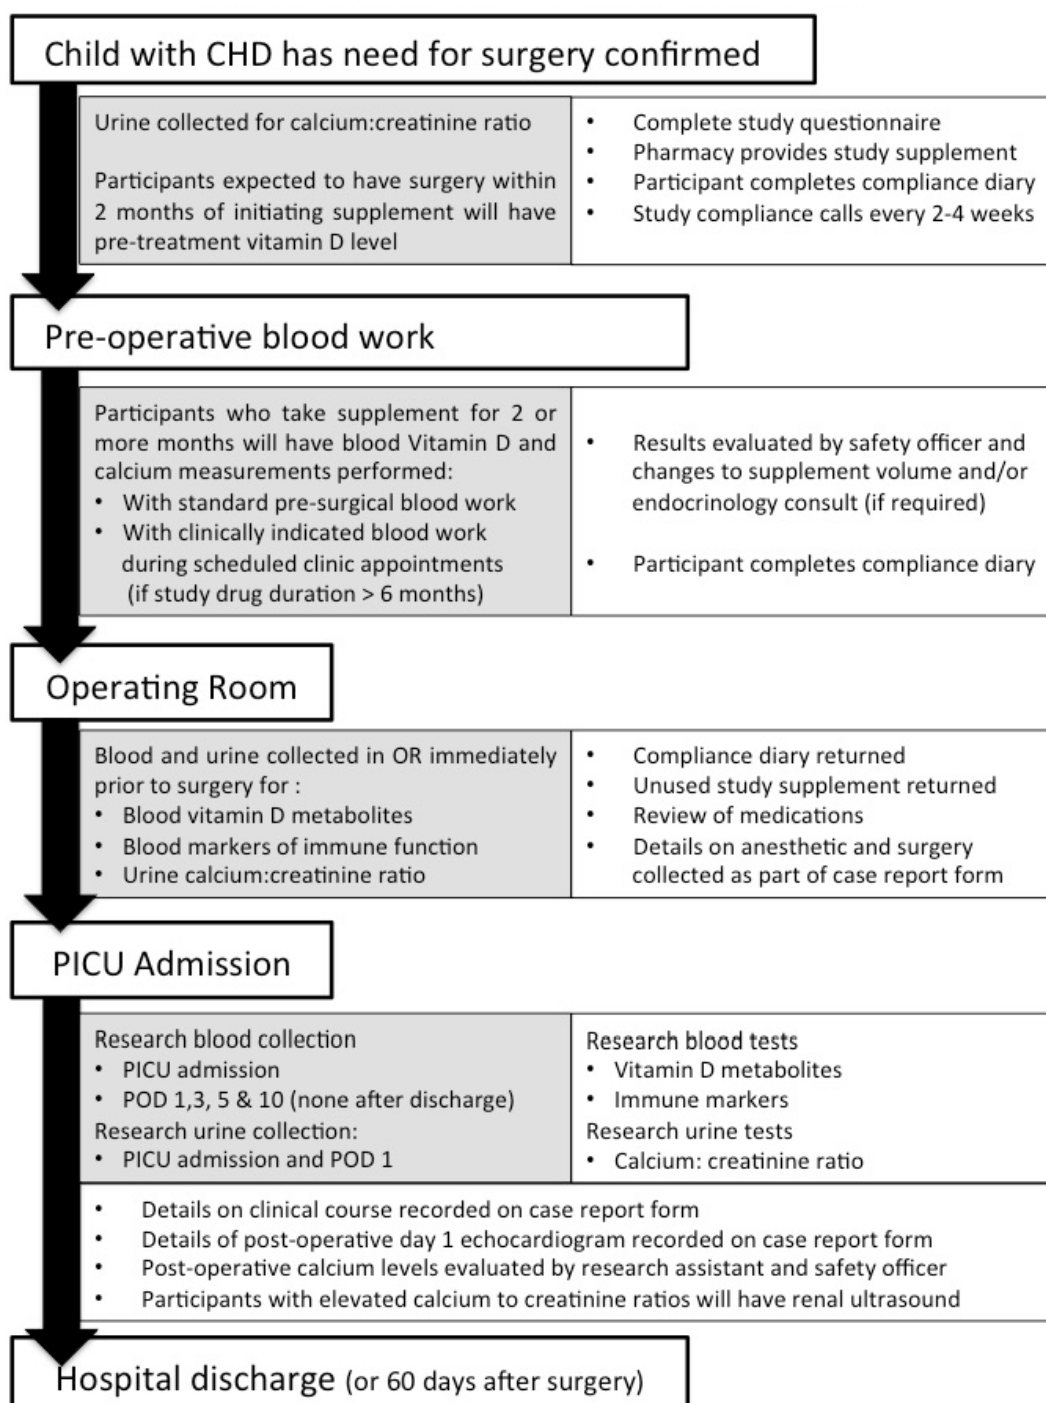 Child with CHD has need for surgery confirmed
Urine collected for calcium:creatinine ratio
Participants expected to have surgery within
2 months of initiating supplement will have
pre-treatment vitamin D level
• Complete study questionnaire
• Pharmacy provides study supplement
• Participant completes compliance diary
• Study compliance calls every 2-4 weeks
Pre-operative blood work
Participants who take supplement for 2 or
more months will have blood Vitamin D and
calcium measurements performed:
• With standard pre-surgical blood work
• With clinically indicated blood work
during scheduled clinic appointments
(if study drug duration > 6 months)
• Results evaluated by safety officer and
changes to supplement volume and/or
endocrinology consult (if required)
• Participant completes compliance diary
Operating Room
Blood and urine collected in OR immediately
prior to surgery for :
• Blood vitamin D metabolites
• Blood markers of immune function
• Urine calcium:creatinine ratio
• Compliance diary returned
• Unused study supplement returned
• Review of medications
• Details on anesthetic and surgery
collected as part of case report form
PICU Admission
Research blood collection
• PICU admission
• POD 1,3, 5 & 10 (none after discharge)
Research urine collection:
• PICU admission and POD 1
Research blood tests
• Vitamin D metabolites
• Immune markers
Research urine tests
• Calcium: creatinine ratio
• Details on clinical course recorded on case report form
• Details of post-operative day 1 echocardiogram recorded on case report form
• Post-operative calcium levels evaluated by research assistant and safety officer
• Participants with elevated calcium to creatinine ratios will have renal ultrasound
Hospital discharge (or 60 days after surgery)